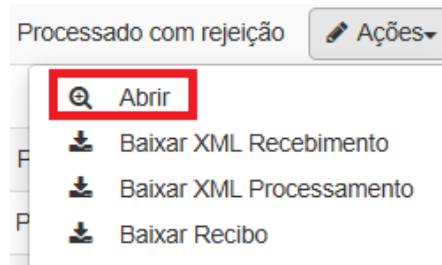 Processado com rejeição Ações
Abrir
Baixar XML Recebimento
P
Baixar XML Processamento
P
Baixar Recibo